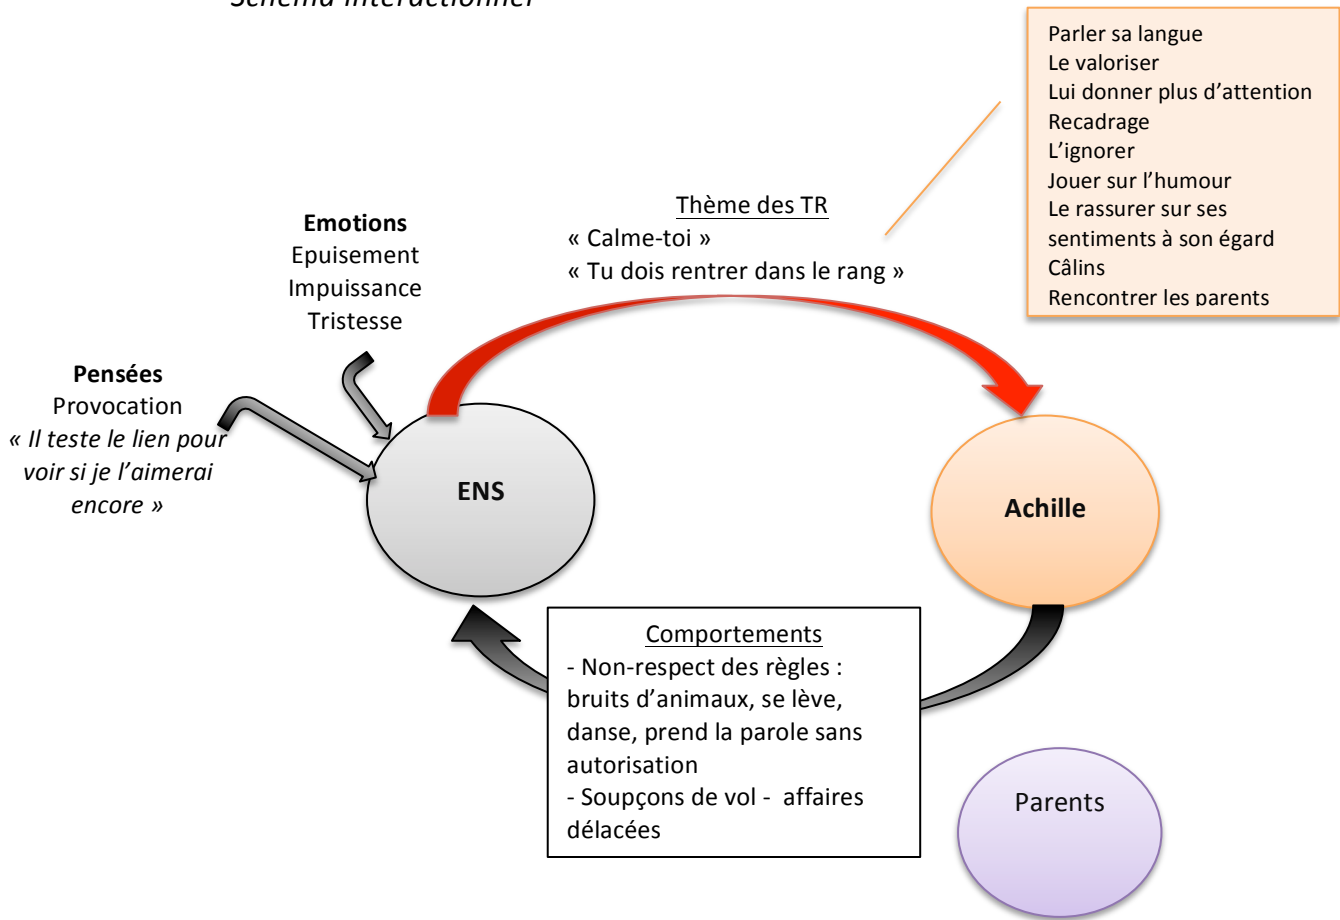 Schéma interactionnel
Parler sa langue
Le valoriser
Lui donner plus d’attention
Recadrage
L’ignorer
Jouer sur l’humour
Le rassurer sur ses
sentiments à son égard
Câlins
Rencontrer les parents
Thème des TR
« Calme-toi »
« Tu dois rentrer dans le rang »
Emotions
Epuisement
Impuissance
Tristesse
Pensées
Provocation
« Il teste le lien pour
voir si je l’aimerai
encore »
ENS
Achille
Comportements
- Non-respect des règles :
bruits d’animaux, se lève,
danse, prend la parole sans
autorisation
- Soupçons de vol - affaires
délacées
Parents